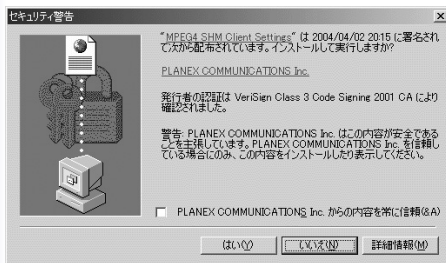 セキュリティ警告
"MPEG4 SHM Client Settings" は 2004/04/02 20:15 に署名され
て次から配布されています。インストールして実行しますか?
PLANEX COMMUNICATIONS Inc.
発行者の認証は VeriSign Class 3 Code Signing 2001 CA により
確認されました。
警告: PLANEX COMMUNICATIONS Inc. はこの内容が安全である
ことを主張しています。PLANEX COMMUNICATIONS Inc. を信頼し
ている場合にのみ、この内容をインストールしたり表示してください。
PLANEX COMMUNICATIONS Inc. からの内容を常に信頼(&A)
はい(Y)
いいえ(N)
詳細情報(M)